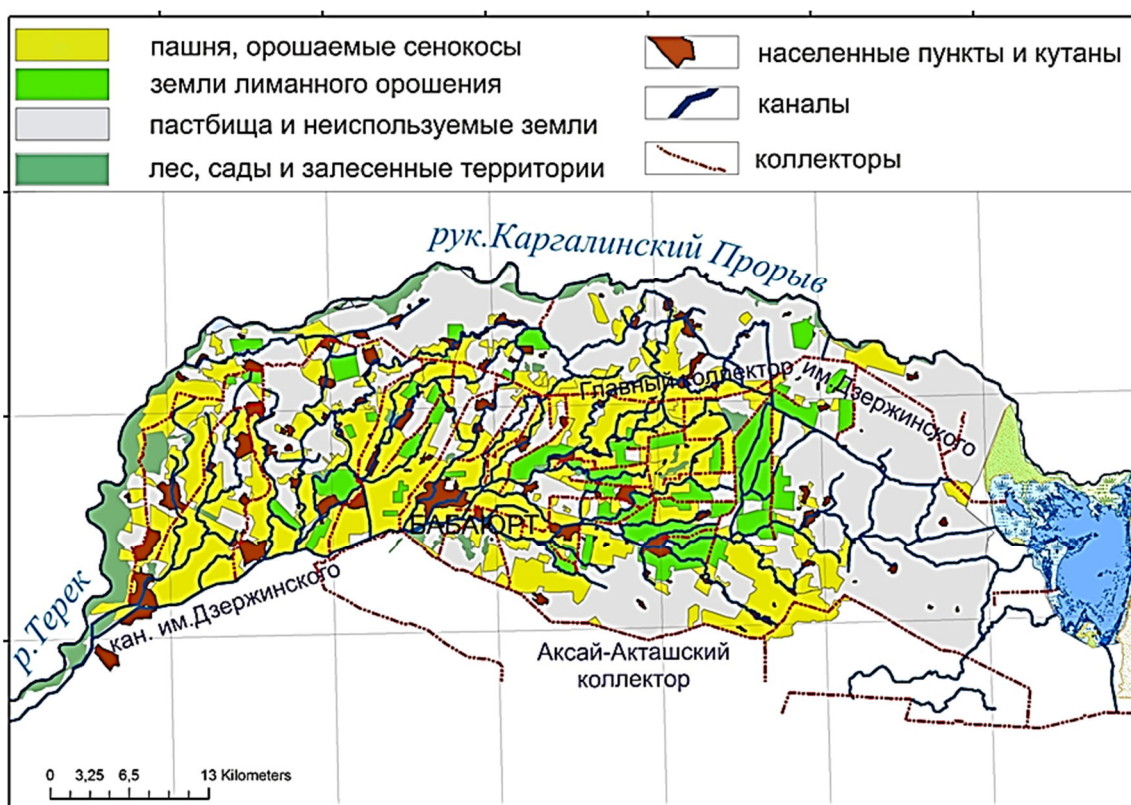 пашня, орошаемые сенокосы
земли лиманного орошения
пастбища и неиспользуемые земли
лес, сады и залесенные территории
населенные пункты и кутаны
каналы
коллекторы
рук.Каргалинский Прорыв
Главный коллектор им.Дзержинского
БАБАЮРТ
р.Терек
кан. им.Дзержинского
Аксай-Акташский
коллектор
0 3,25 6,5 13 Kilometers